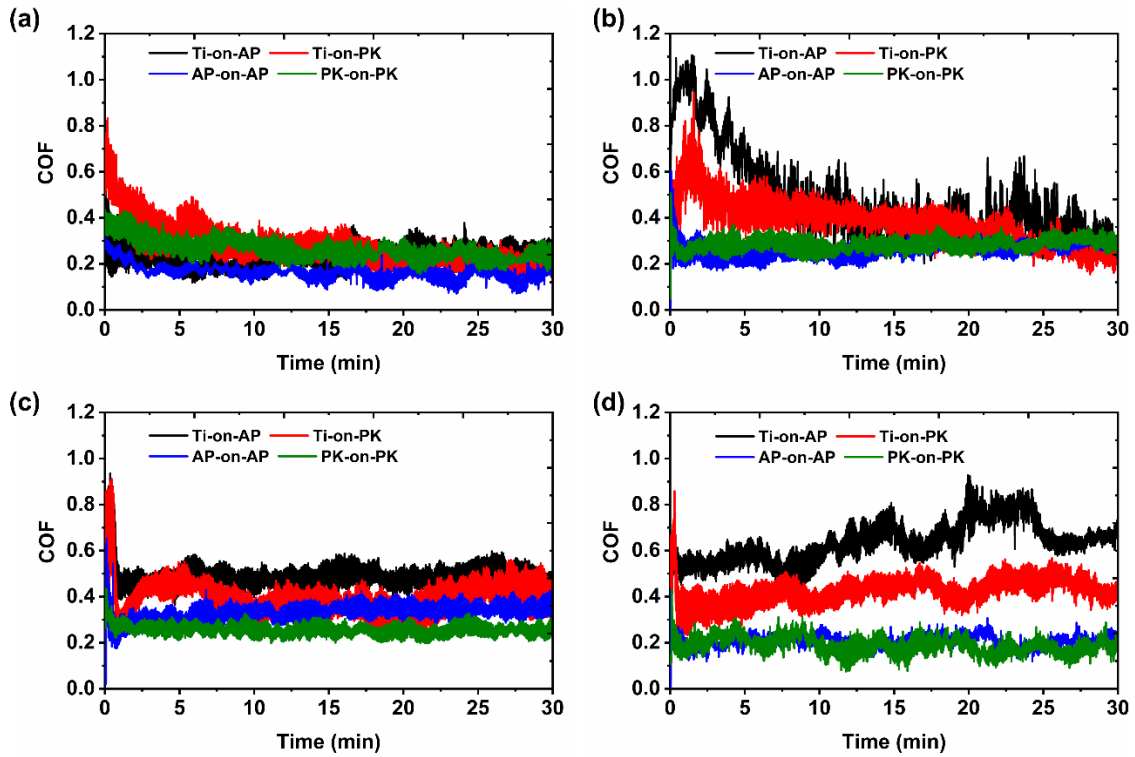 (a)
1.2
1.0
0.8
0.6
0.4
0.2
0.0
COF
Ti-on-AP Ti-on-PK
AP-on-AP PK-on-PK
0 5 10 15 20 25 30
Time (min)
(b)
1.2
1.0
0.8
0.6
0.4
0.2
0.0
COF
Ti-on-AP Ti-on-PK
AP-on-AP PK-on-PK
0 5 10 15 20 25 30
Time (min)
(c)
1.2
1.0
0.8
0.6
0.4
0.2
0.0
COF
Ti-on-AP Ti-on-PK
AP-on-AP PK-on-PK
0 5 10 15 20 25 30
Time (min)
(d)
1.2
1.0
0.8
0.6
0.4
0.2
0.0
COF
Ti-on-AP Ti-on-PK
AP-on-AP PK-on-PK
0 5 10 15 20 25 30
Time (min)